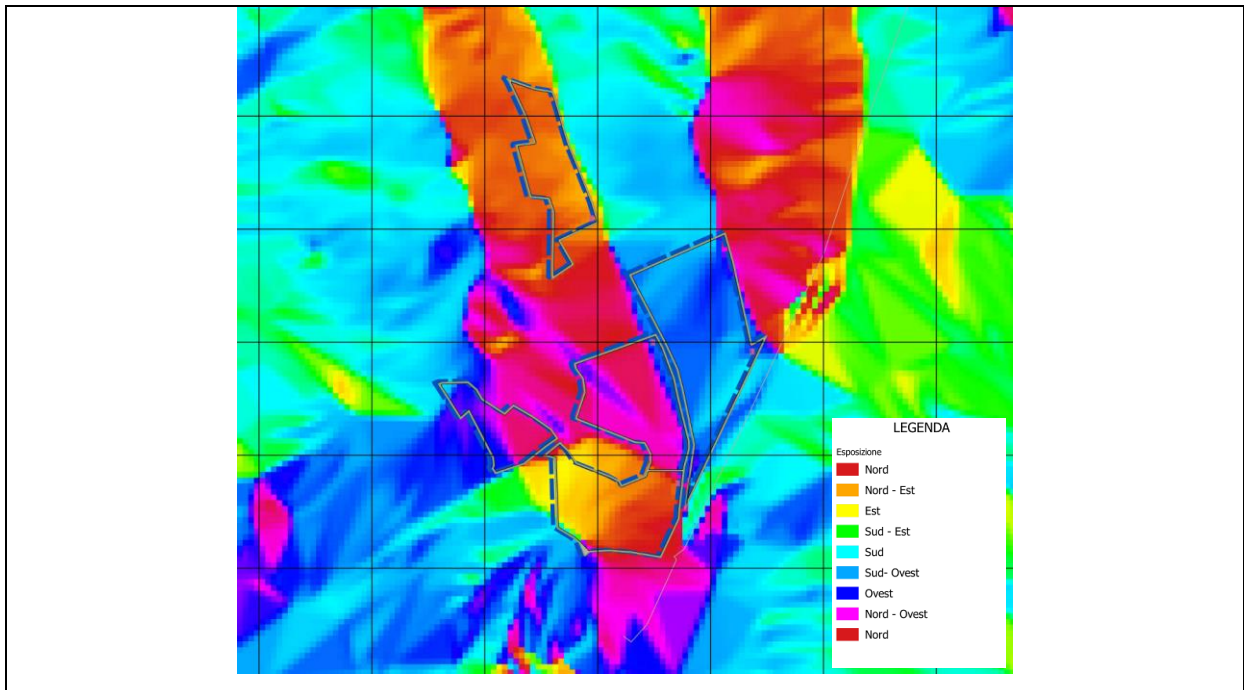 LEGENDA
Esposizione
Nord
Nord - Est
Est
Sud - Est
Sud
Sud- Ovest
Ovest
Nord - Ovest
Nord